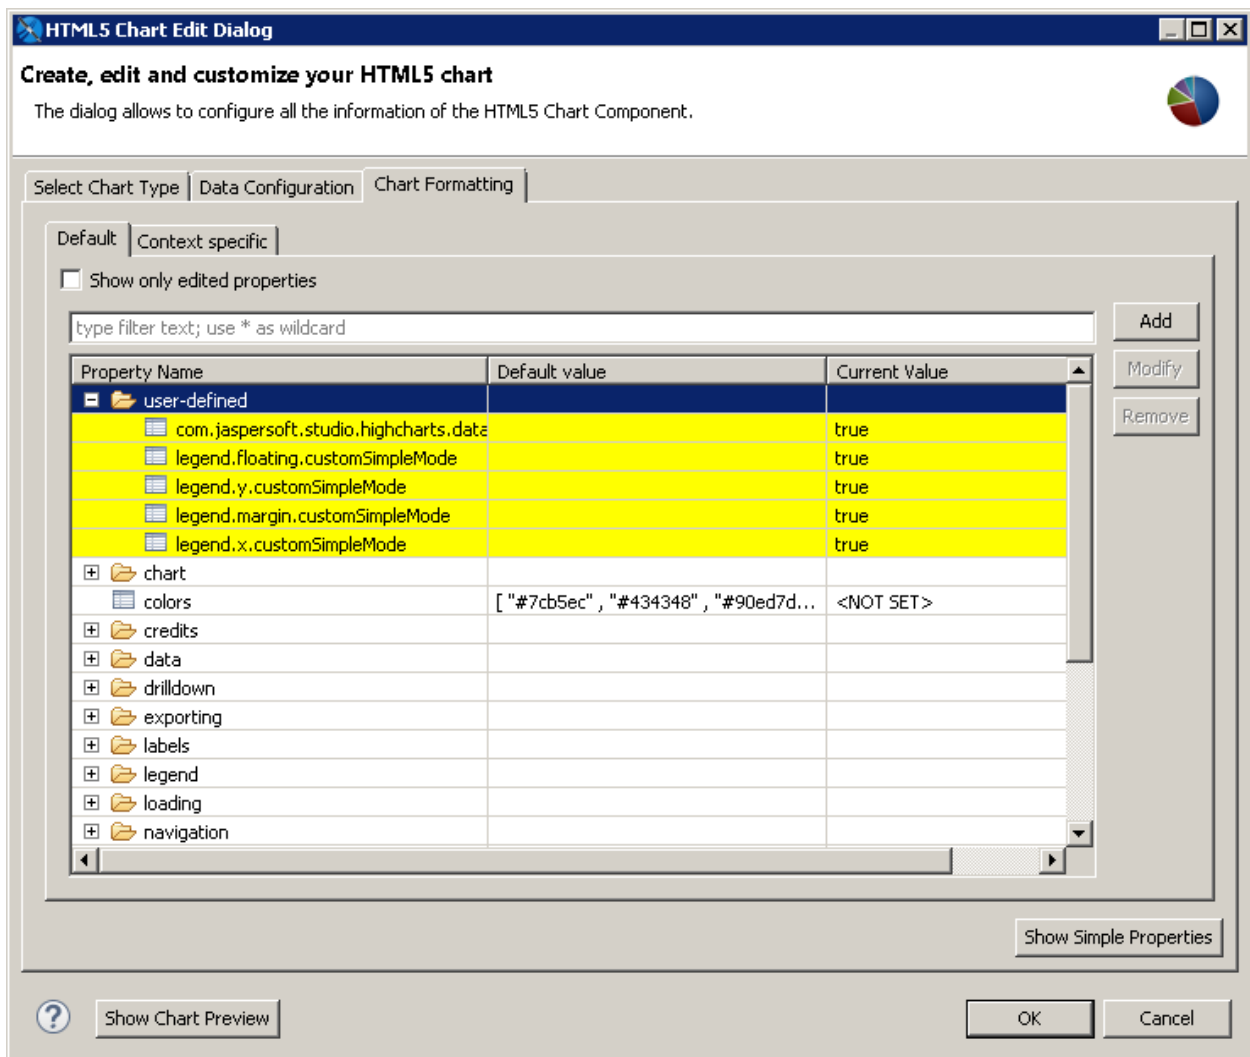 HTML5 Chart Edit Dialog
Create, edit and customize your HTML5 chart
The dialog allows to configure all the information of the HTML5 Chart Component.
Select Chart Type Data Configuration Chart Formatting
Default Context specific
Show only edited properties
type filter text; use * as wildcard
Add
Property Name Default value Current Value
Modify
user-defined
Remove
com.jaspersoft.studio.highcharts.data true
legend.floating.customSimpleMode true
legend.y.customSimpleMode true
legend.margin.customSimpleMode true
legend.x.customSimpleMode true
chart
colors [ "#7cb5ec" , "#434348" , "#90ed7d... <NOT SET>
credits
data
drilldown
exporting
labels
legend
loading
navigation
Show Simple Properties
? Show Chart Preview OK Cancel